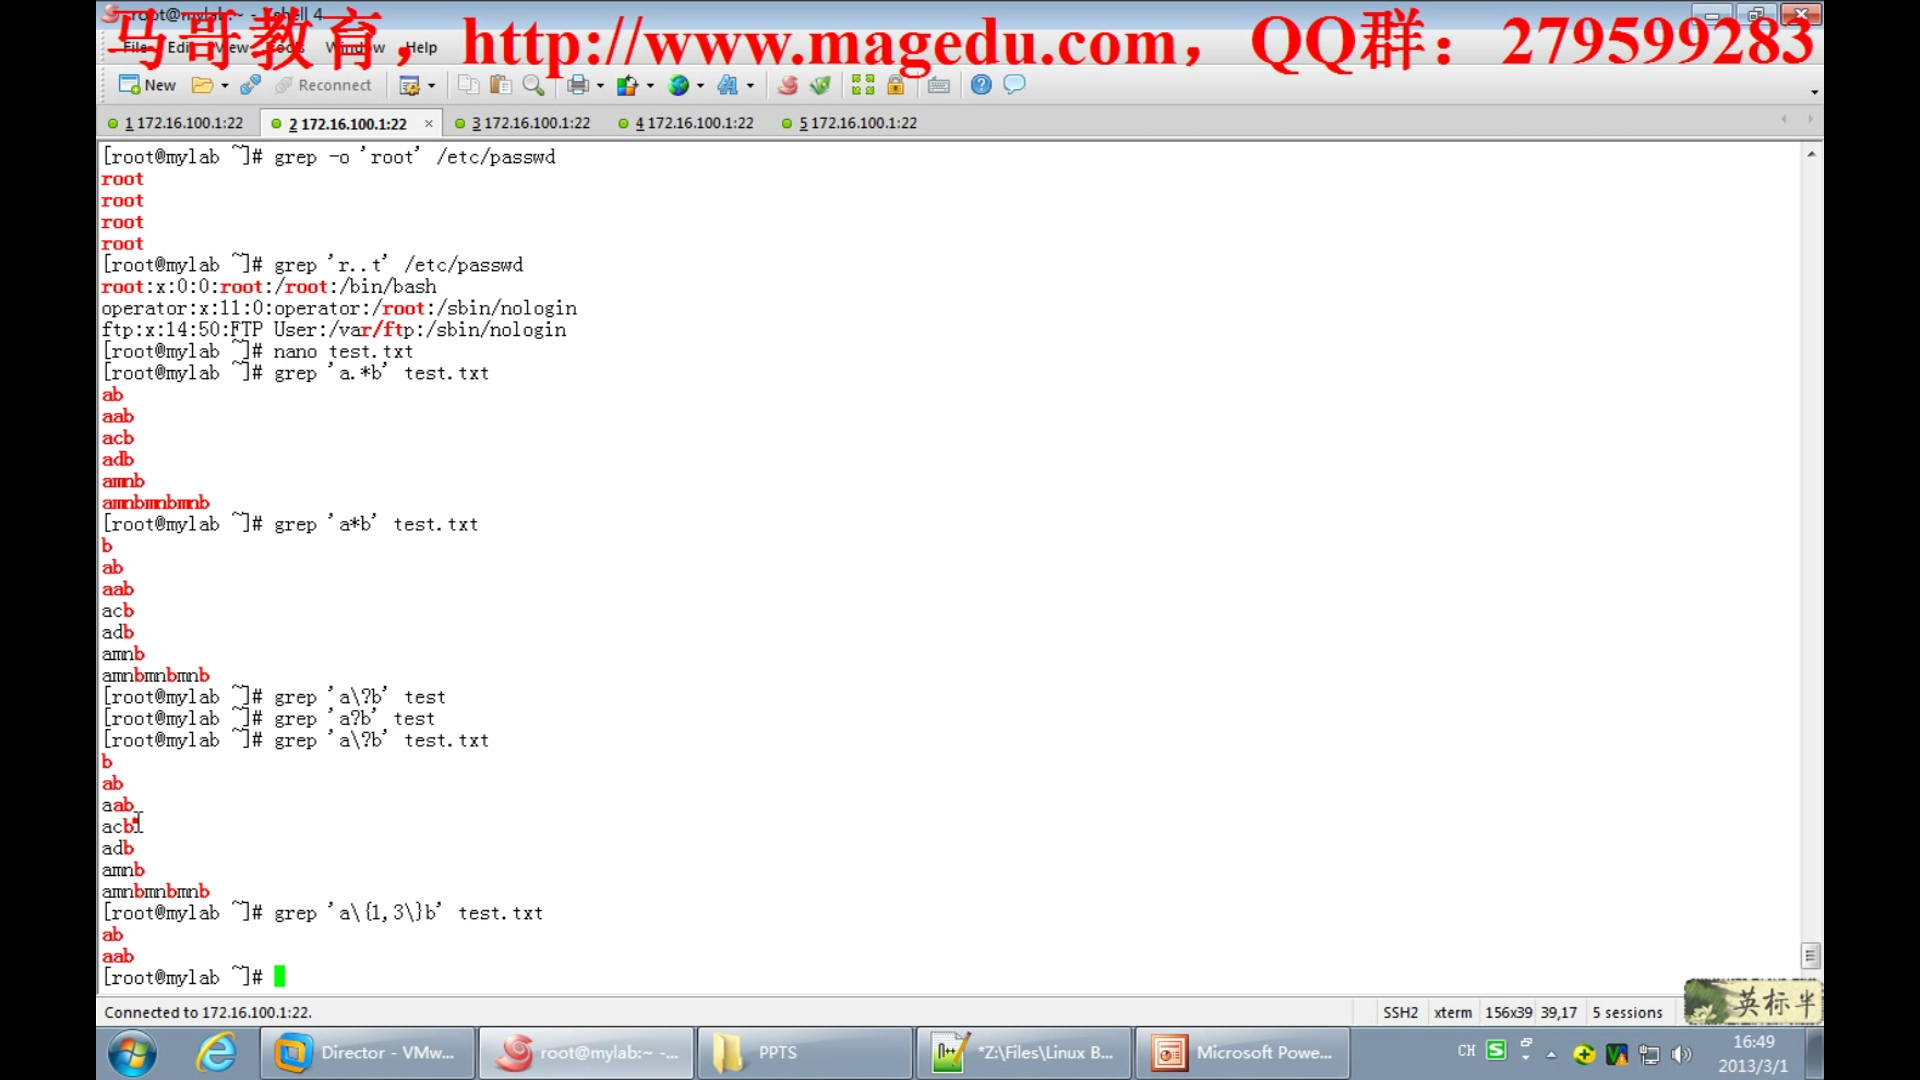 root@mylab:~ - Xshell 4
马哥教育，http://www.magedu.com，QQ群：279599283
File Edit View Tools Window Help
New Reconnect
1 172.16.100.1:22 2 172.16.100.1:22 × 3 172.16.100.1:22 4 172.16.100.1:22 5 172.16.100.1:22
[root@mylab ~]# grep -o 'root' /etc/passwd
root
root
root
root
[root@mylab ~]# grep 'r..t' /etc/passwd
root:x:0:0:root:/root:/bin/bash
operator:x:11:0:operator:/root:/sbin/nologin
ftp:x:14:50:FTP User:/var/ftp:/sbin/nologin
[root@mylab ~]# nano test.txt
[root@mylab ~]# grep 'a.*b' test.txt
ab
aab
acb
adb
amnb
amnbmnbmnb
[root@mylab ~]# grep 'a*b' test.txt
b
ab
aab
acb
adb
amnb
amnbmnbmnb
[root@mylab ~]# grep 'a\?b' test
[root@mylab ~]# grep 'a?b' test
[root@mylab ~]# grep 'a\?b' test.txt
b
ab
aab
acb
adb
amnb
amnbmnbmnb
[root@mylab ~]# grep 'a\{1,3\}b' test.txt
ab
aab
[root@mylab ~]#
Connected to 172.16.100.1:22. SSH2 xterm 156x39 39,17 5 sessions
英标半
Director - VMw... root@mylab:~ -... PPTS *Z:\Files\Linux B... Microsoft Powe... CH 16:49
2013/3/1